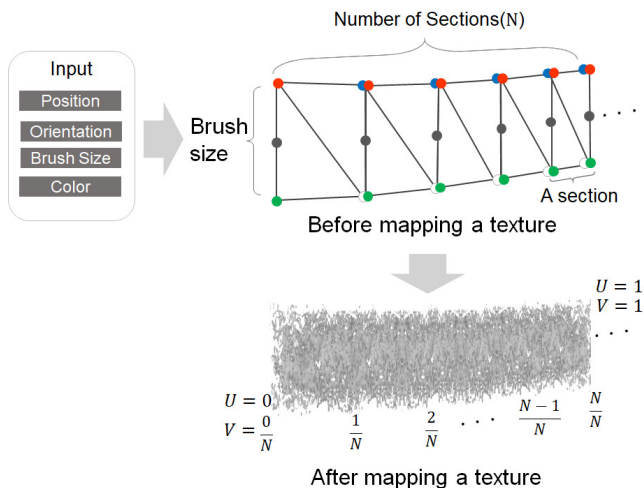 Number of Sections(N)
Input
Position
Orientation
Brush Size
Color
Brush
size
. . .
A section
Before mapping a texture
U = 1
V = 1
. . .
U = 0
V = 0/N
1/N
2/N
. . .
N − 1/N
N/N
After mapping a texture